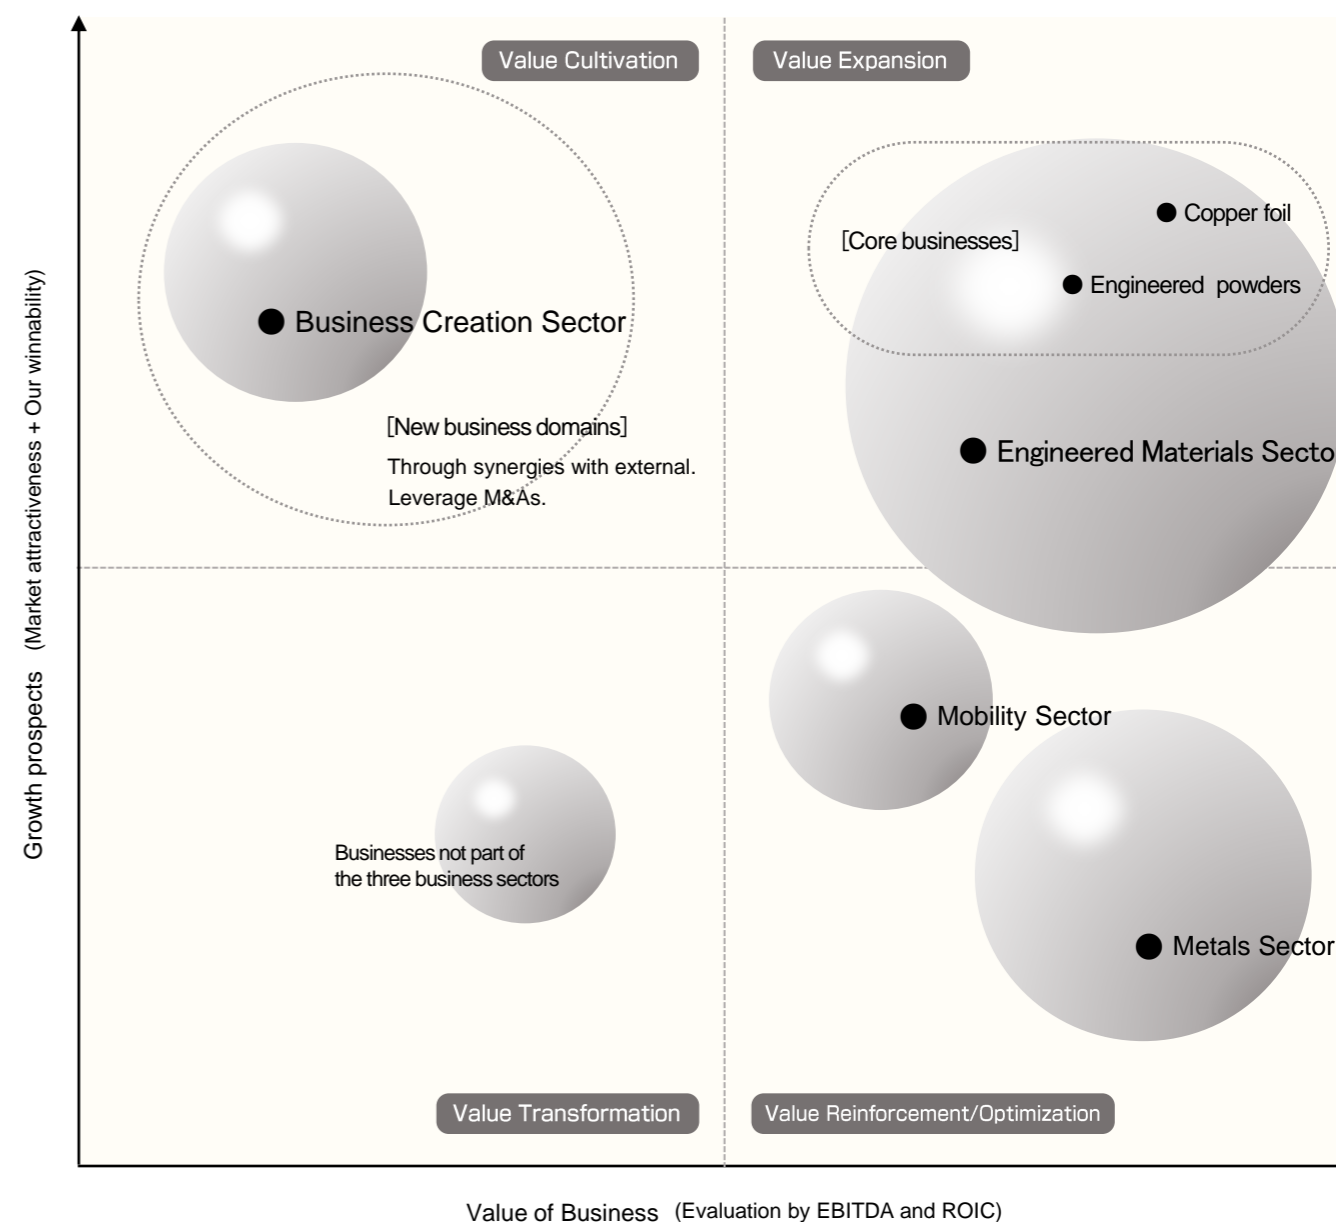 Value Cultivation
Value Expansion
Copper foil
[Core businesses]
Engineered powders
Business Creation Sector
[New business domains]
Through synergies with external.
Leverage M&As.
Engineered Materials Secto
Mobility Sector
Businesses not part of
the three business sectors
Metals Sector
Value Transformation
Value Reinforcement/Optimization
Growth prospects (Market attractiveness + Our winnability)
Value of Business (Evaluation by EBITDA and ROIC)